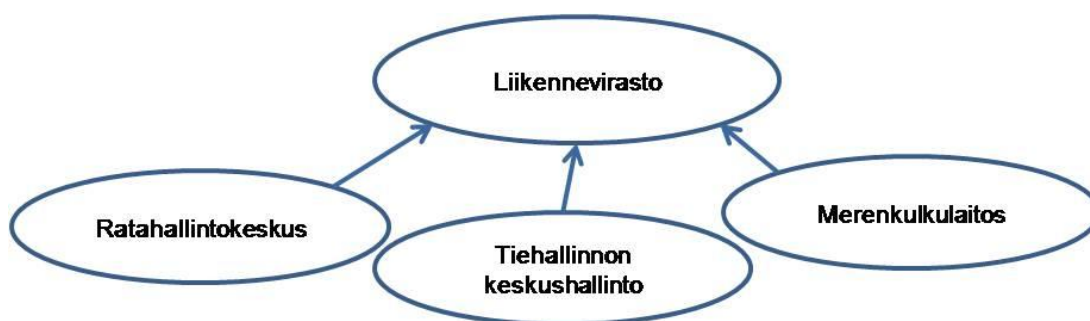 Liikennevirasto
Ratahallintokeskus
Tiehallinnon
keskushallinto
Merenkulkulaitos